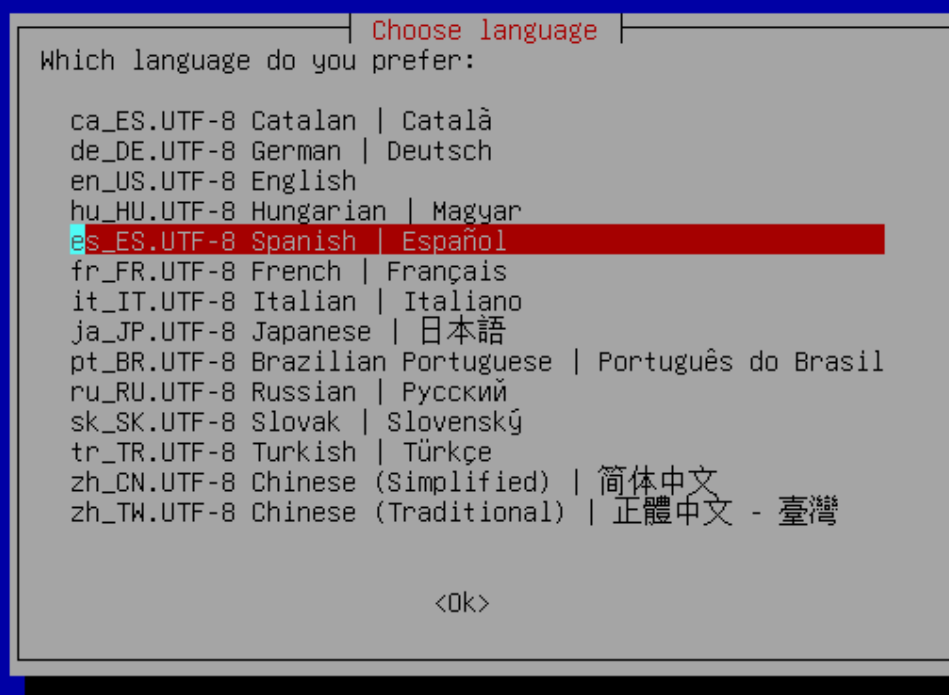 Choose language
Which language do you prefer:
ca_ES.UTF-8 Catalan | Català
de_DE.UTF-8 German | Deutsch
en_US.UTF-8 English
hu_HU.UTF-8 Hungarian | Magyar
es_ES.UTF-8 Spanish | Español
fr_FR.UTF-8 French | Français
it_IT.UTF-8 Italian | Italiano
ja_JP.UTF-8 Japanese | 日本語
pt_BR.UTF-8 Brazilian Portuguese | Português do Brasil
ru_RU.UTF-8 Russian | Русский
sk_SK.UTF-8 Slovak | Slovenský
tr_TR.UTF-8 Turkish | Türkçe
zh_CN.UTF-8 Chinese (Simplified) | 简体中文
zh_TW.UTF-8 Chinese (Traditional) | 正體中文 - 臺灣
<Ok>